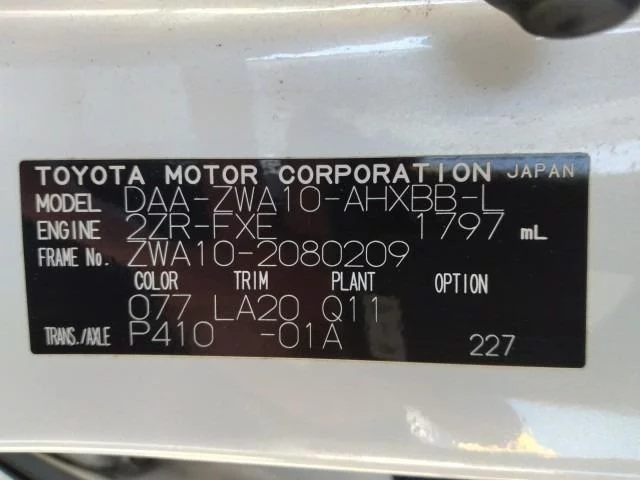 TOYOTA MOTOR CORPORATION JAPAN
MODEL DAA-ZWA10-AHXBB-L
ENGINE 2ZR-FXE 1797 mL
FRAME No. ZWA10-2080209
COLOR TRIM PLANT OPTION
077 LA20 Q11
TRANS./AXLE P410 -01A 227